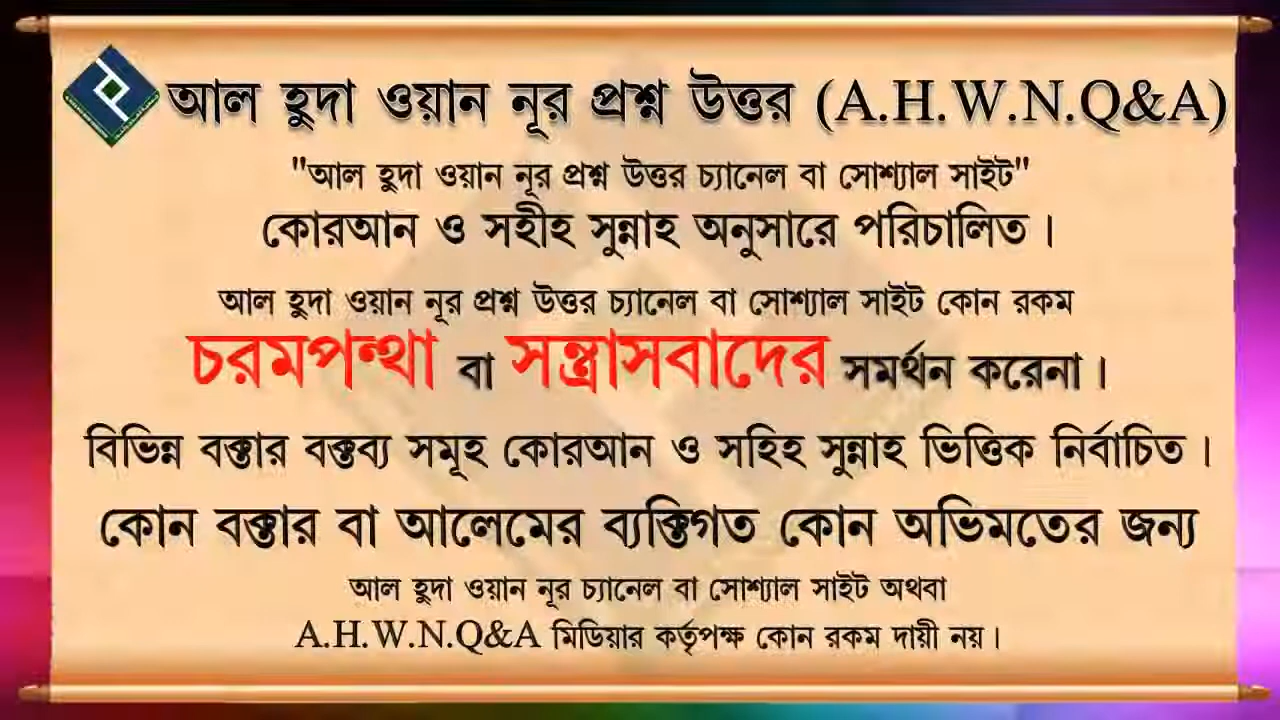 আল হুদা ওয়ান নূর প্রশ্ন উত্তর (A.H.W.N.Q&A)
"আল হুদা ওয়ান নূর প্রশ্ন উত্তর চ্যানেল বা সোশ্যাল সাইট"
কোরআন ও সহীহ সুন্নাহ অনুসারে পরিচালিত।
আল হুদা ওয়ান নূর প্রশ্ন উত্তর চ্যানেল বা সোশ্যাল সাইট কোন রকম
চরমপন্থা বা সন্ত্রাসবাদের সমর্থন করেনা।
বিভিন্ন বক্তার বক্তব্য সমূহ কোরআন ও সহিহ সুন্নাহ ভিত্তিক নির্বাচিত।
কোন বক্তার বা আলেমের ব্যক্তিগত কোন অভিমতের জন্য
আল হুদা ওয়ান নূর চ্যানেল বা সোশ্যাল সাইট অথবা
A.H.W.N.Q&A মিডিয়ার কর্তৃপক্ষ কোন রকম দায়ী নয়।